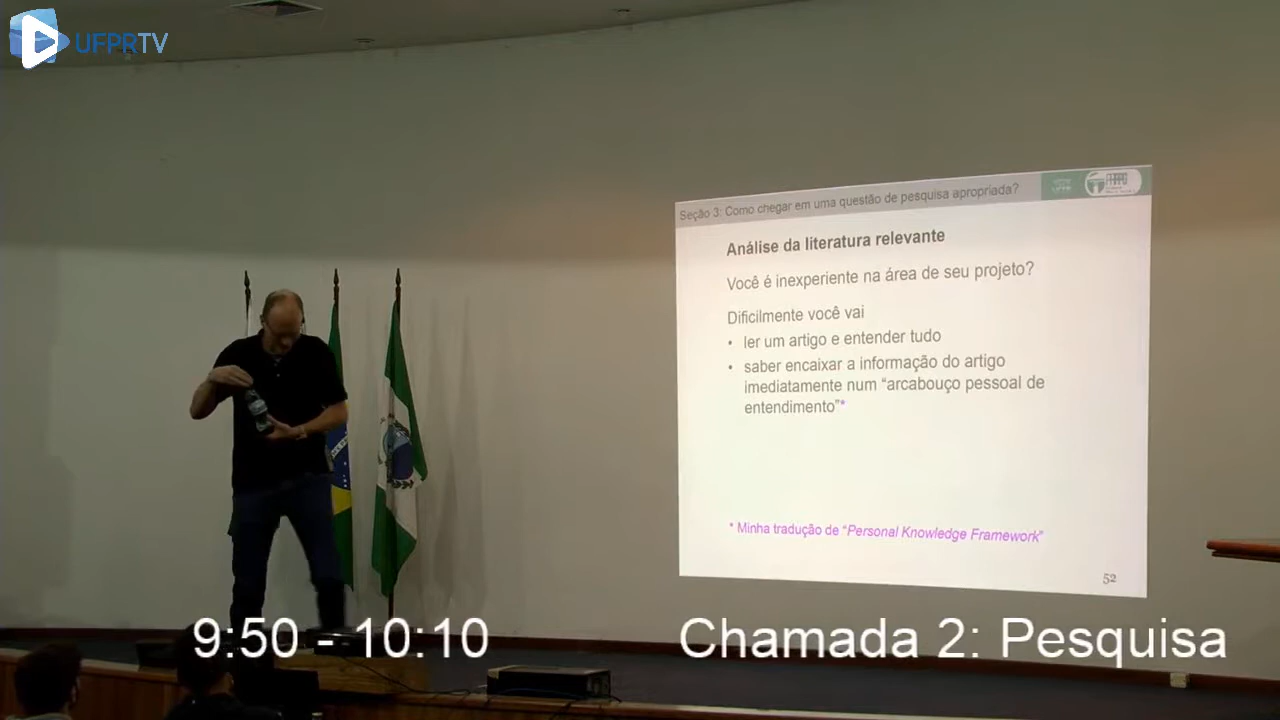 UFPRTV
Seção 3: Como chegar em uma questão de pesquisa apropriada?
UFPR
Análise da literatura relevante
Você é inexperiente na área de seu projeto?
Dificilmente você vai
• ler um artigo e entender tudo
• saber encaixar a informação do artigo
imediatamente num “arcabouço pessoal de
entendimento”*
* Minha tradução de “Personal Knowledge Framework”
52
9:50 - 10:10
Chamada 2: Pesquisa